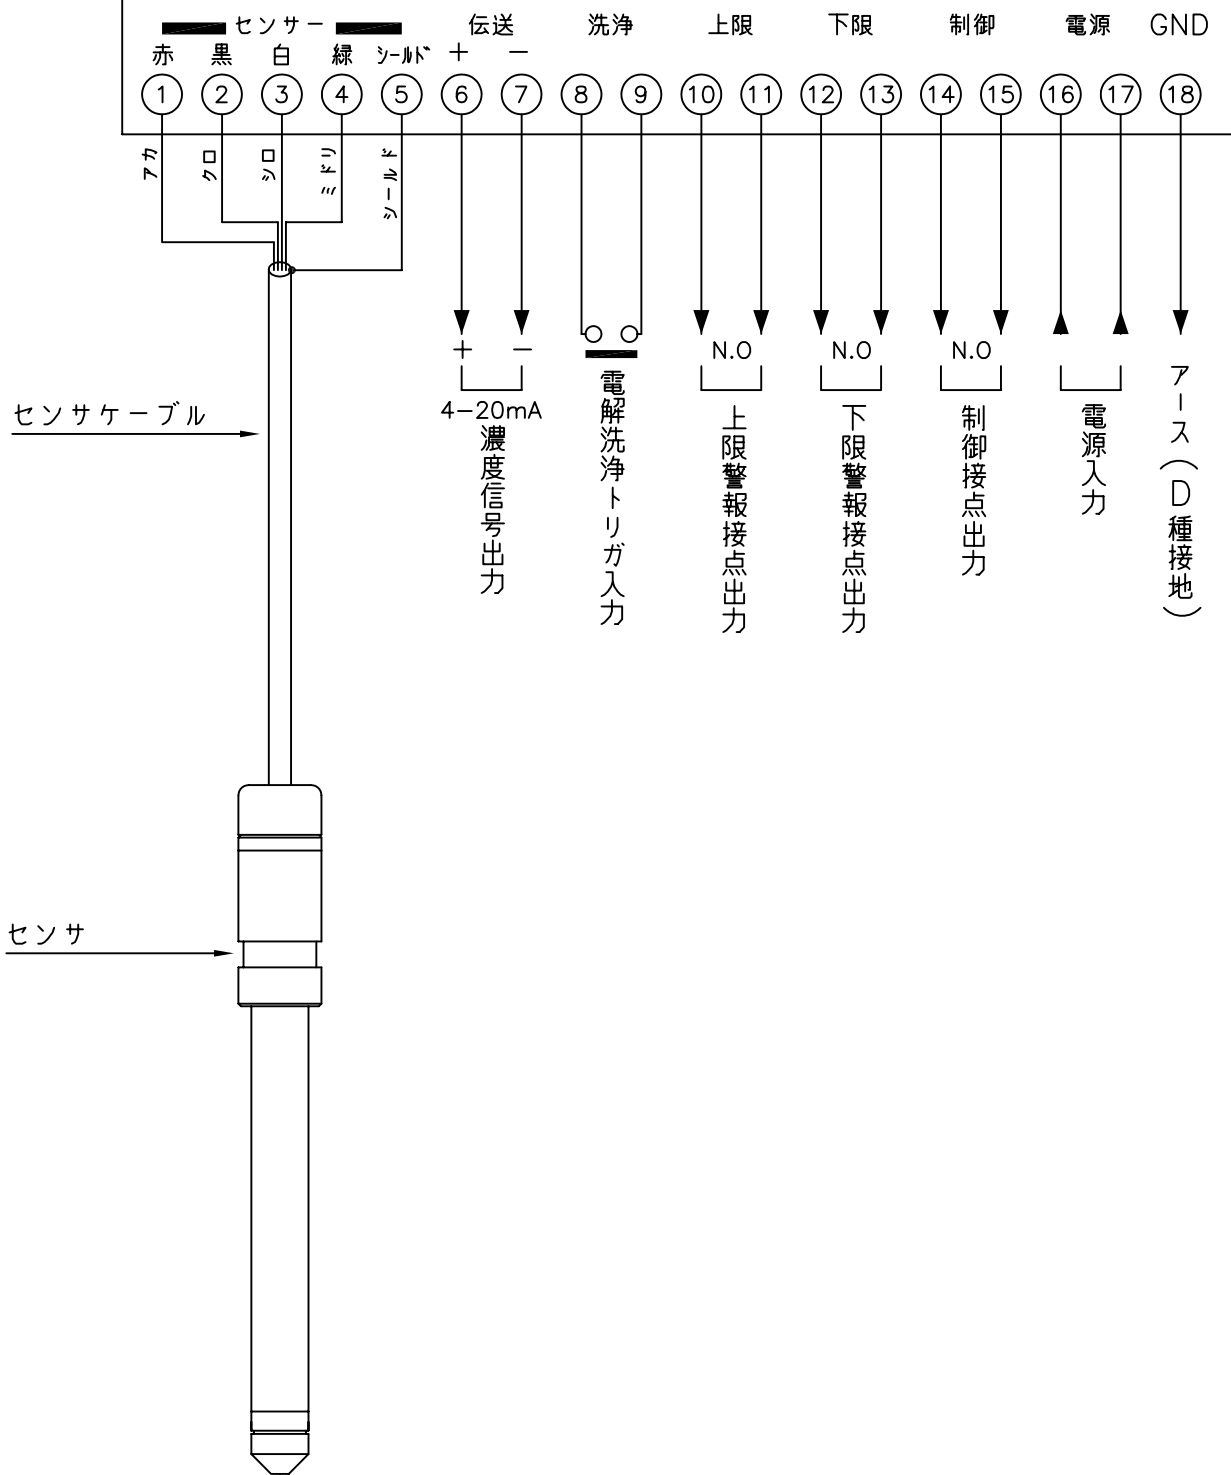 センサー 伝送 洗浄 上限 下限 制御 電源 GND
赤 黒 白 緑 シールド + −
1 2 3 4 5 6 7 8 9 10 11 12 13 14 15 16 17 18
アカ
クロ
シロ
ミドリ
シールド
+ − N.O N.O N.O
4−20mA
濃度信号出力
電解洗浄トリガ入力
上限警報接点出力
下限警報接点出力
制御接点出力
電源入力
アース(D種接地)
センサケーブル
センサ